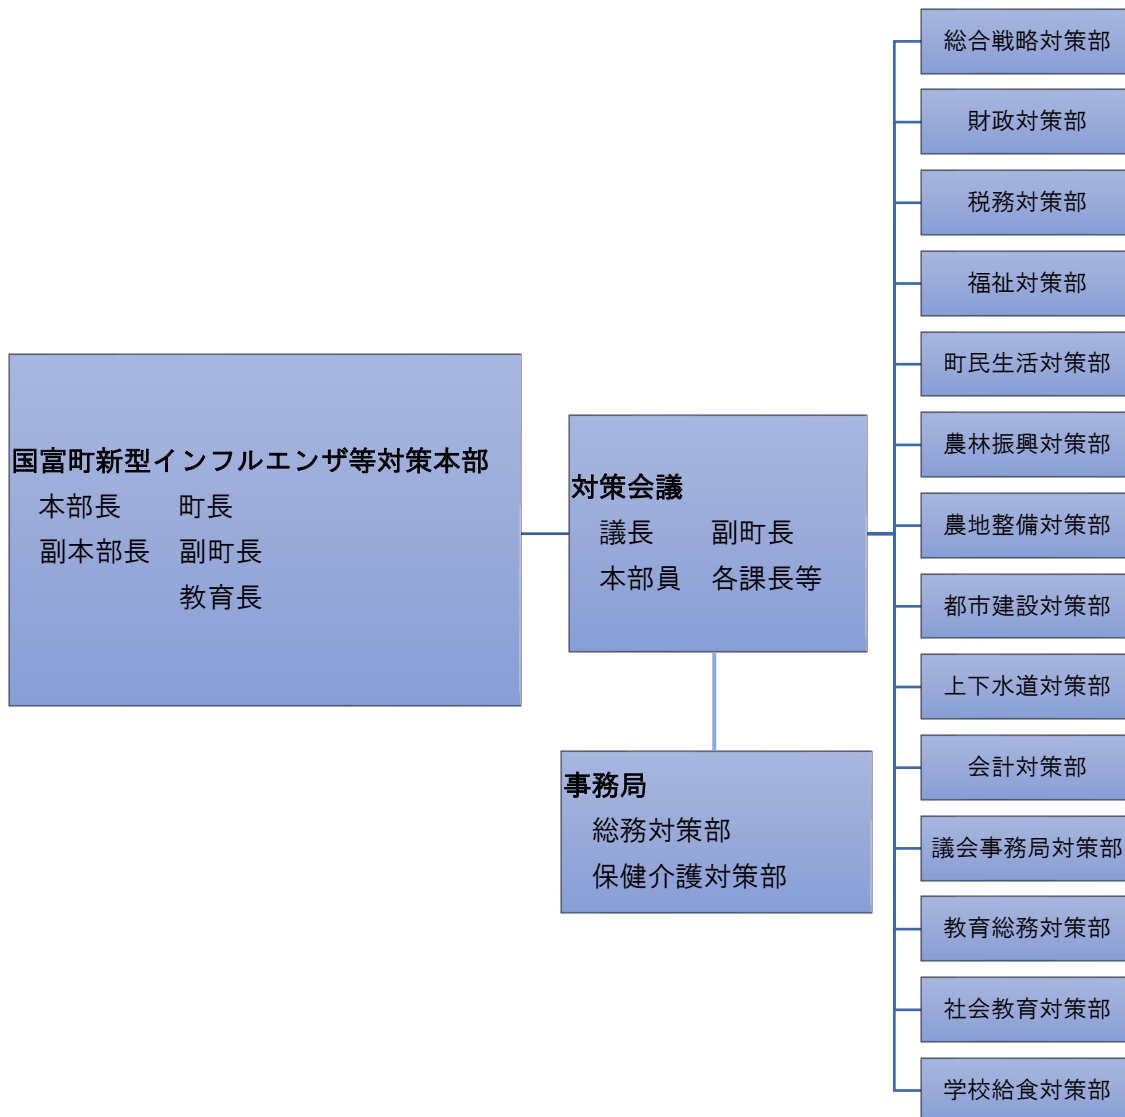 国富町新型インフルエンザ等対策本部
本部長　　町長
副本部長　副町長
教育長
対策会議
議長　　副町長
本部員　各課長等
事務局
総務対策部
保健介護対策部
総合戦略対策部
財政対策部
税務対策部
福祉対策部
町民生活対策部
農林振興対策部
農地整備対策部
都市建設対策部
上下水道対策部
会計対策部
議会事務局対策部
教育総務対策部
社会教育対策部
学校給食対策部